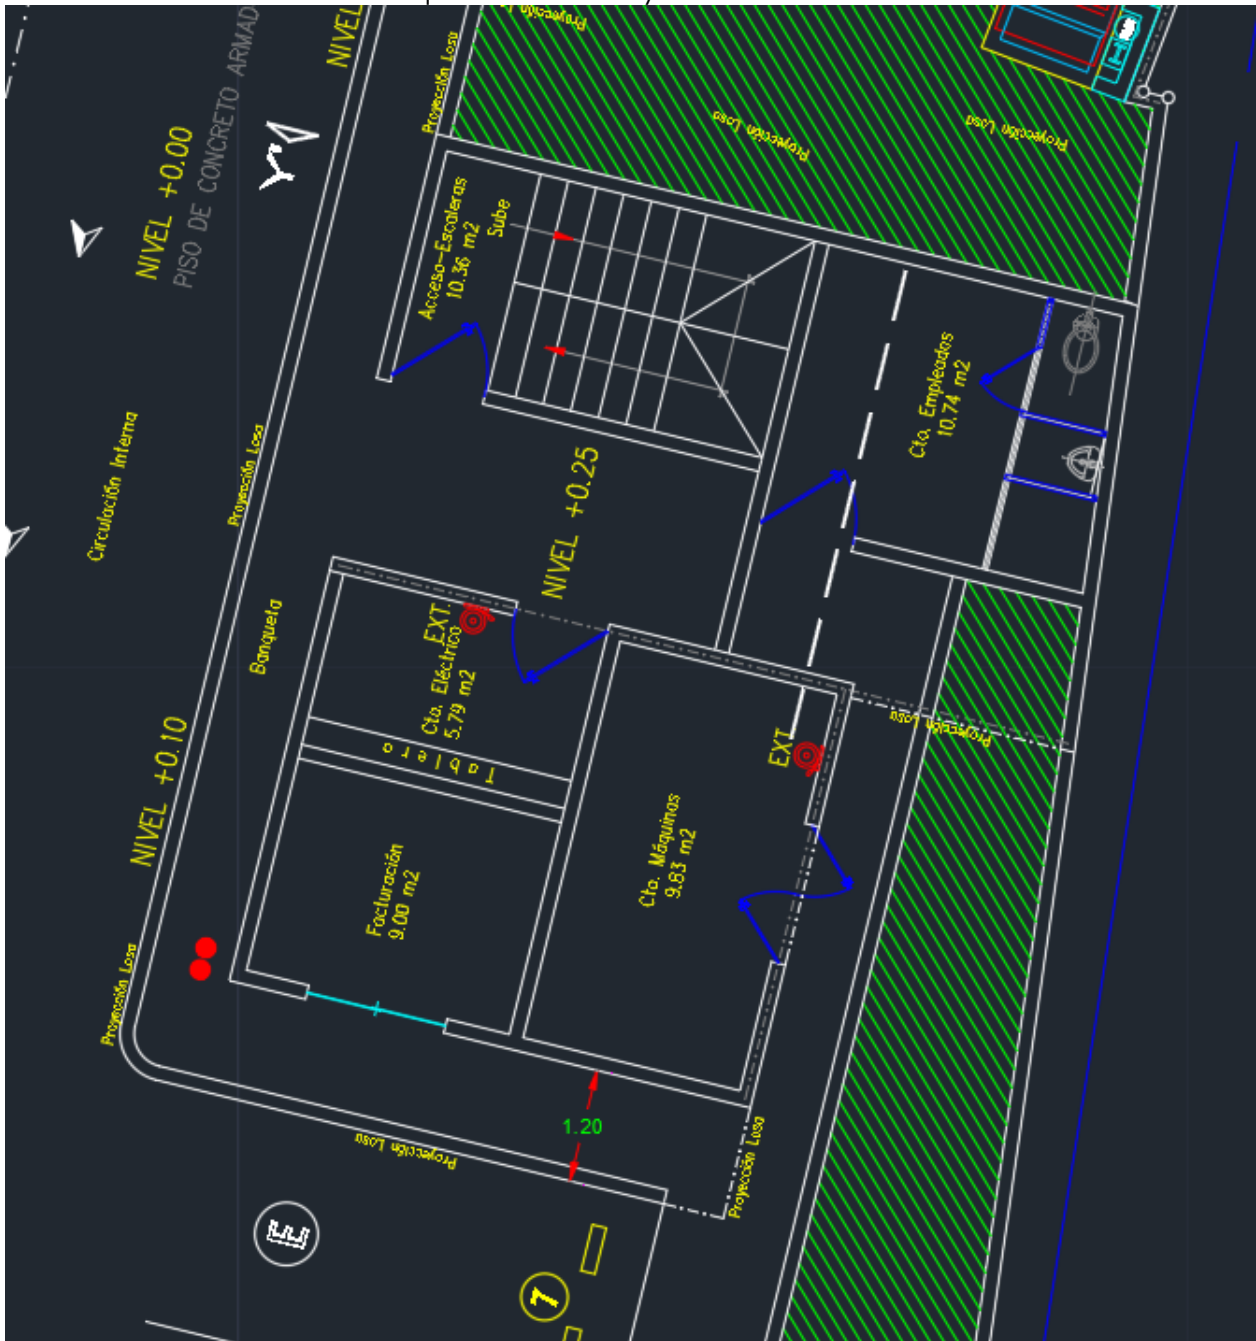 NIVEL
NIVEL +0.00
PISO DE CONCRETO ARMAD
Proyección Losa
Proyección Losa
Proyección Losa
Proyección Losa
Acceso-Escaleras
10.36 m2
Sube
Cto. Empleados
10.74 m2
Circulación Interna
Proyección Losa
NIVEL +0.25
Banqueta
EXT.
Cto. Eléctrico
5.79 m2
Tablero
NIVEL +0.10
EXT.
Proyección Losa
Cto. Máquinas
9.83 m2
Facturación
9.00 m2
Proyección Losa
1.20
Proyección Losa
Proyección Losa
E
7